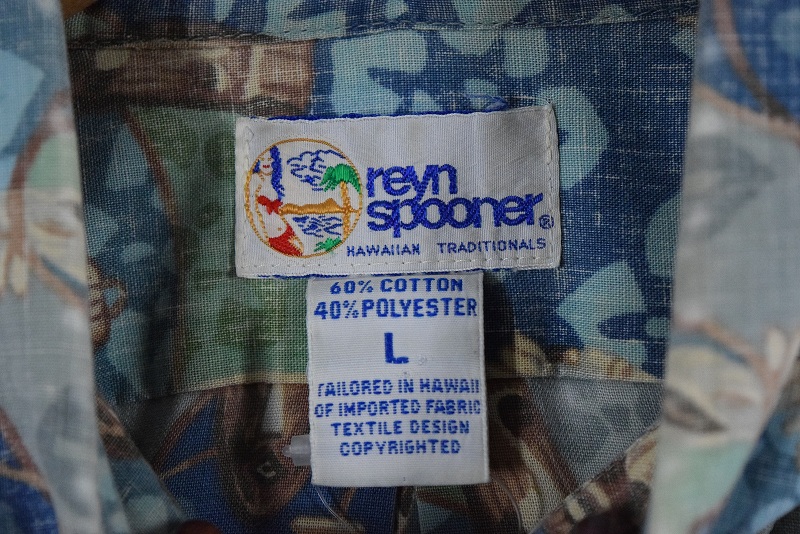 reyn
spooner®
HAWAIIAN TRADITIONALS
60% COTTON
40% POLYESTER
L
TAILORED IN HAWAII
OF IMPORTED FABRIC
TEXTILE DESIGN
COPYRIGHTED